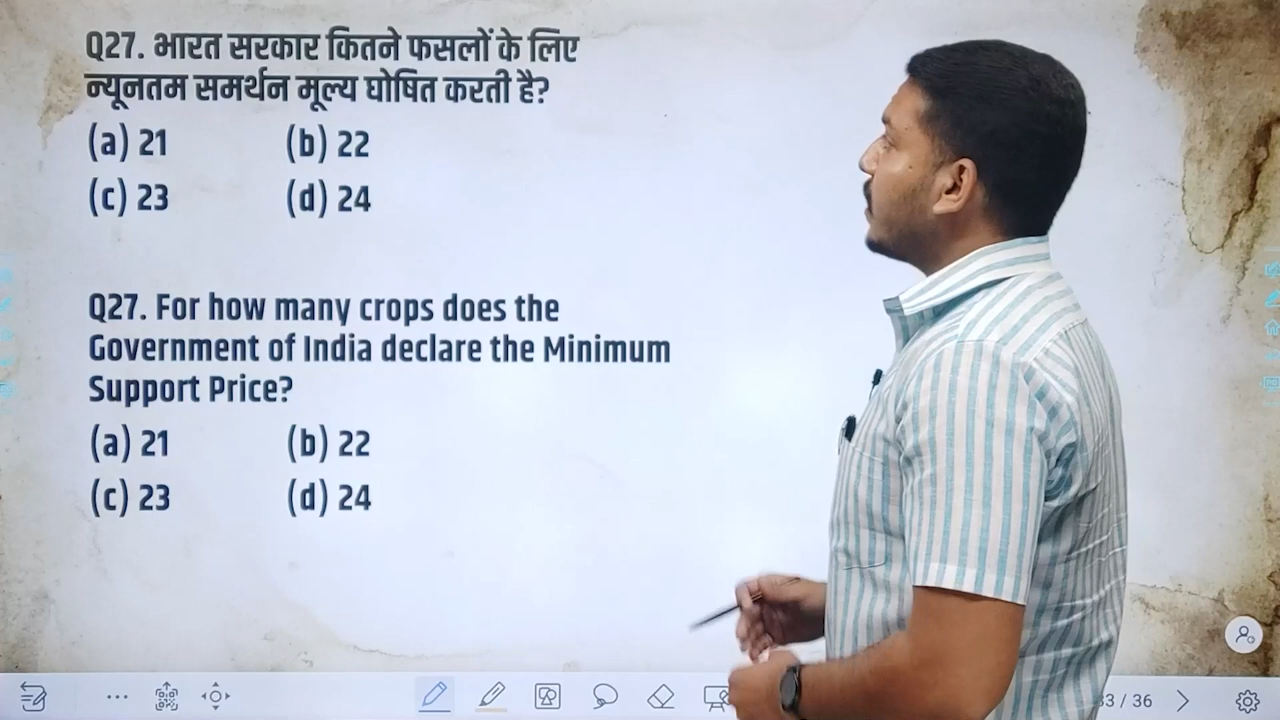 Q27. भारत सरकार कितने फसलों के लिए
न्यूनतम समर्थन मूल्य घोषित करती है?
(a) 21 (b) 22
(c) 23 (d) 24
Q27. For how many crops does the
Government of India declare the Minimum
Support Price?
(a) 21 (b) 22
(c) 23 (d) 24
33 / 36